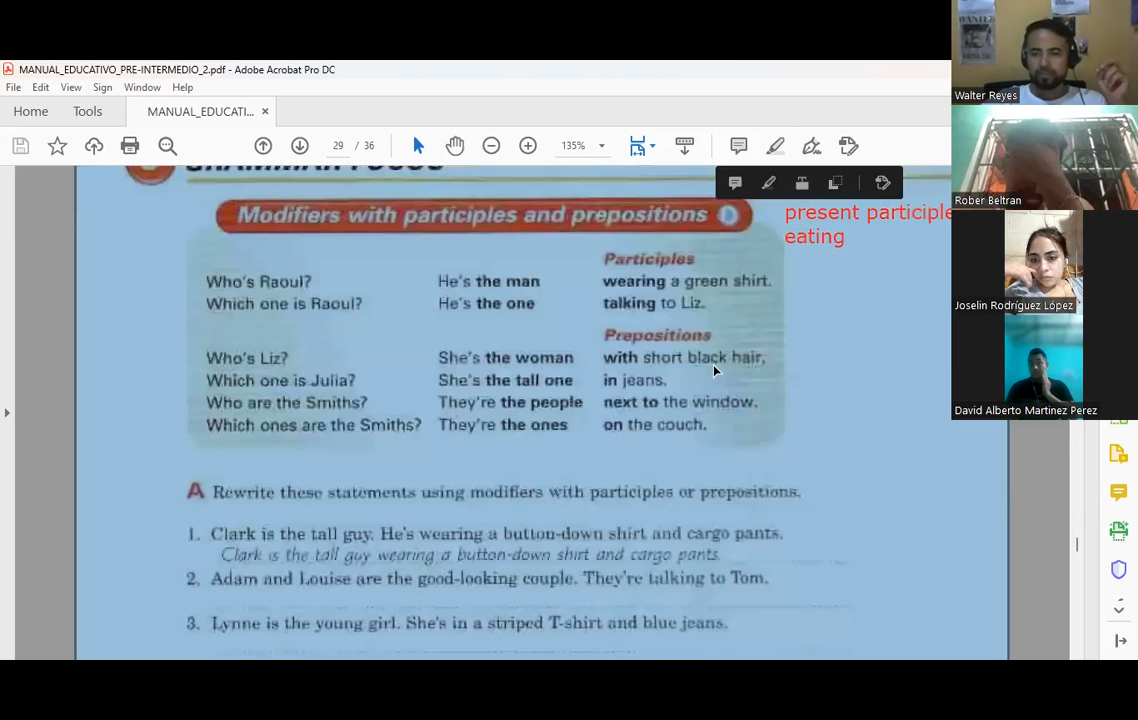 MANUAL_EDUCATIVO_PRE-INTERMEDIO_2.pdf - Adobe Acrobat Pro DC
File Edit View Sign Window Help
Home Tools MANUAL_EDUCATI... ×
29 / 36 135%
Modifiers with participles and prepositions
present participle
eating
Participles
Who's Raoul? He's the man wearing a green shirt.
Which one is Raoul? He's the one talking to Liz.
Prepositions
Who's Liz? She's the woman with short black hair.
Which one is Julia? She's the tall one in jeans.
Who are the Smiths? They're the people next to the window.
Which ones are the Smiths? They're the ones on the couch.
A Rewrite these statements using modifiers with participles or prepositions.
1. Clark is the tall guy. He's wearing a button-down shirt and cargo pants.
Clark is the tall guy wearing a button-down shirt and cargo pants.
2. Adam and Louise are the good-looking couple. They're talking to Tom.
3. Lynne is the young girl. She's in a striped T-shirt and blue jeans.
WANTED
Walter Reyes
Rober Beltran
Joselin Rodríguez López
David Alberto Martinez Perez